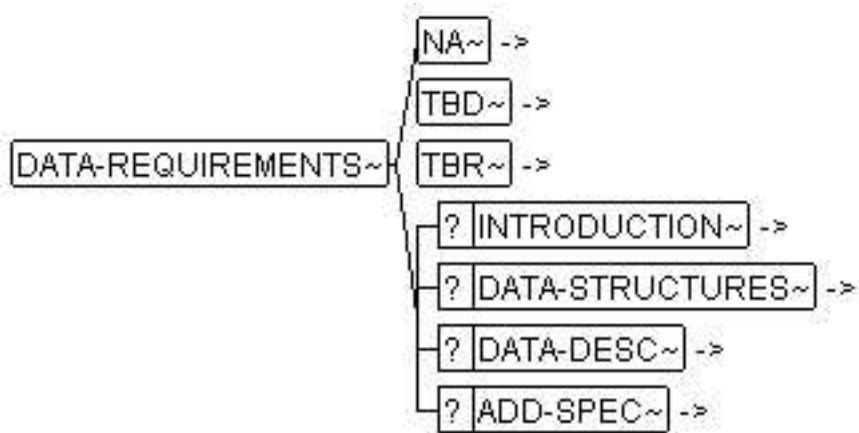 NA~ ->
TBD~ ->
DATA-REQUIREMENTS~ TBR~ ->
? INTRODUCTION~ ->
? DATA-STRUCTURES~ ->
? DATA-DESC~ ->
? ADD-SPEC~ ->